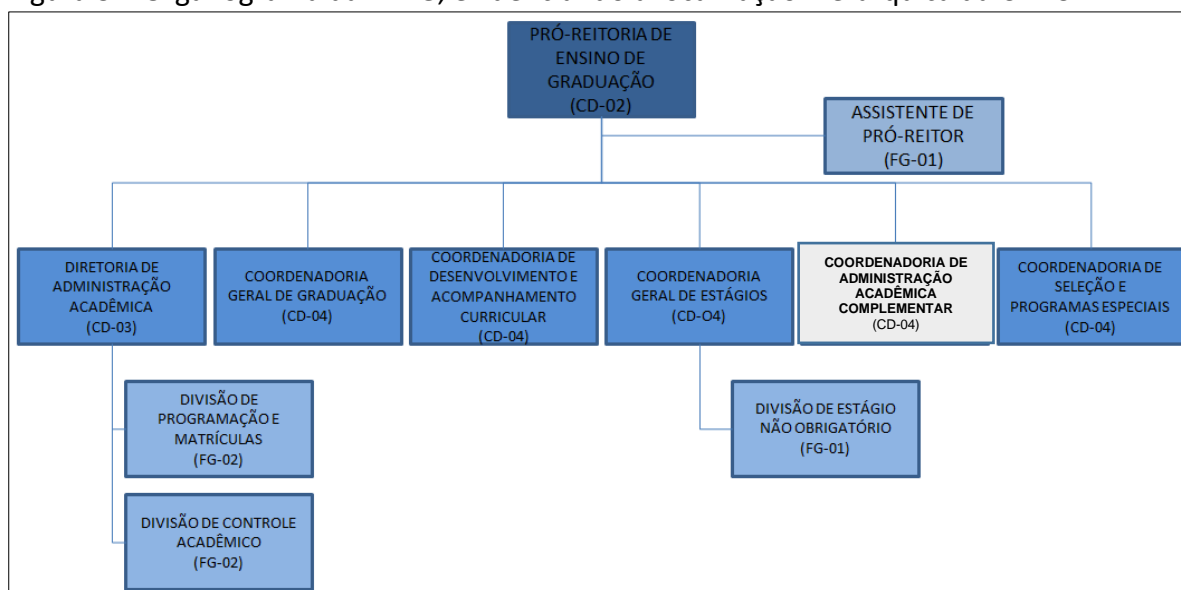 PRÓ-REITORIA DE
ENSINO DE
GRADUAÇÃO
(CD-02)
ASSISTENTE DE
PRÓ-REITOR
(FG-01)
DIRETORIA DE
ADMINISTRAÇÃO
ACADÊMICA
(CD-03)
COORDENADORIA
GERAL DE GRADUAÇÃO
(CD-04)
COORDENADORIA DE
DESENVOLVIMENTO E
ACOMPANHAMENTO
CURRICULAR
(CD-04)
COORDENADORIA
GERAL DE ESTÁGIOS
(CD-O4)
COORDENADORIA DE
ADMINISTRAÇÃO
ACADÊMICA
COMPLEMENTAR
(CD-04)
COORDENADORIA DE
SELEÇÃO E
PROGRAMAS ESPECIAIS
(CD-04)
DIVISÃO DE
PROGRAMAÇÃO E
MATRÍCULAS
(FG-02)
DIVISÃO DE ESTÁGIO
NÃO OBRIGATÓRIO
(FG-01)
DIVISÃO DE CONTROLE
ACADÊMICO
(FG-02)